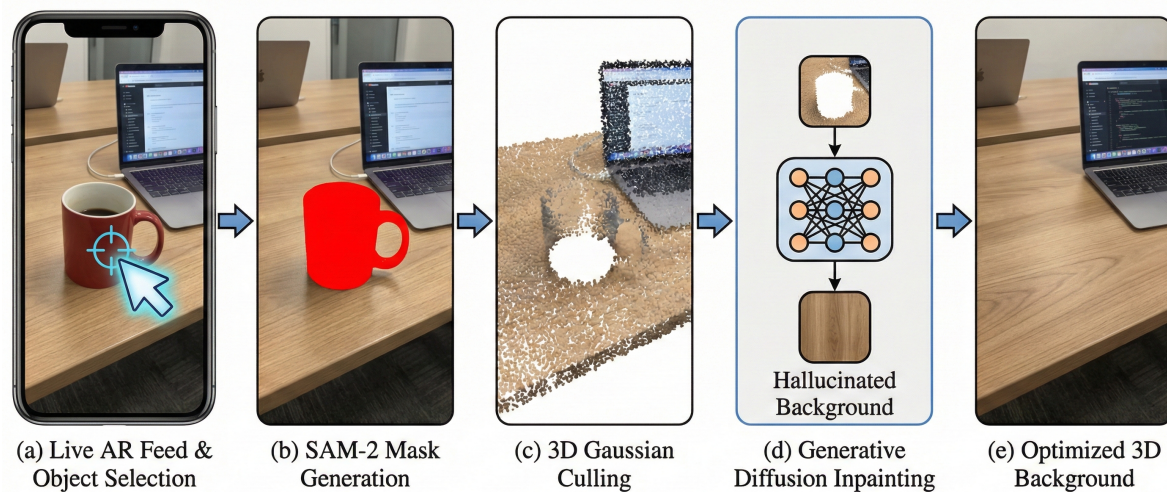 Hallucinated
Background
(a) Live AR Feed &
Object Selection
(b) SAM-2 Mask
Generation
(c) 3D Gaussian
Culling
(d) Generative
Diffusion Inpainting
(e) Optimized 3D
Background